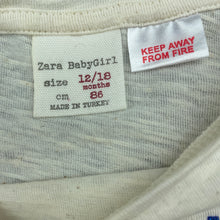 Zara BabyGirl
size 12/18
months
cm 86
MADE IN TURKEY
KEEP AWAY
FROM FIRE